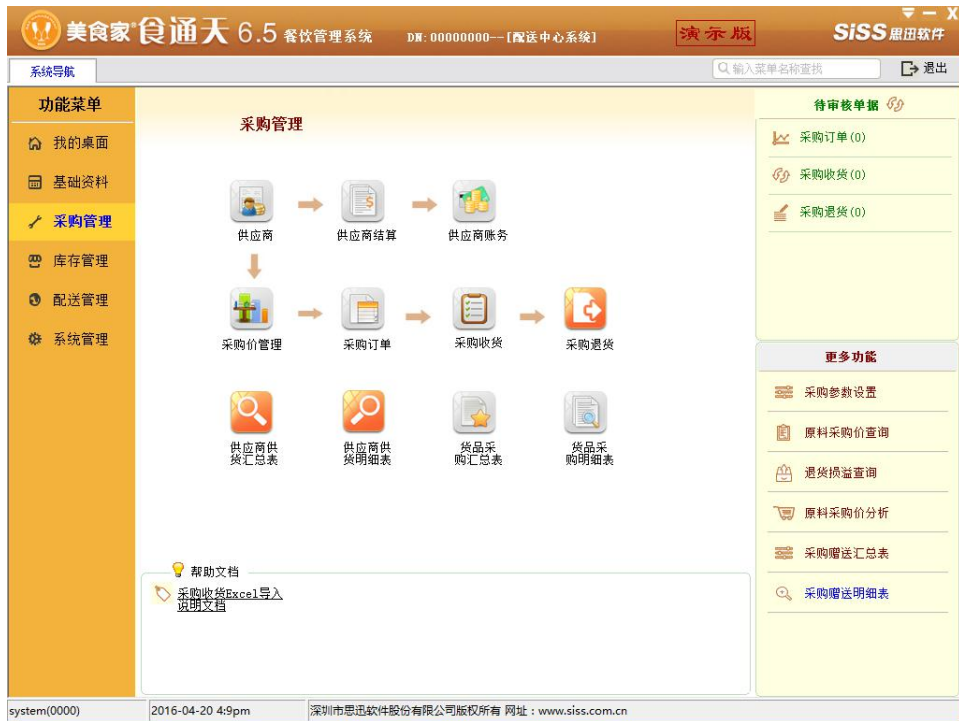 美食家®食通天 6.5 餐饮管理系统 DN:00000000--[配送中心系统] 演示版 SiSS 思迅软件
系统导航 输入菜单名称查找 退出
功能菜单
我的桌面
基础资料
采购管理
库存管理
配送管理
系统管理
采购管理
供应商 供应商结算 供应商账务
采购价管理 采购订单 采购收货 采购退货
供应商供 供应商供 货品采 货品采
货汇总表 货明细表 购汇总表 购明细表
帮助文档
采购收货Excel导入
说明文档
待审核单据
采购订单(0)
采购收货(0)
采购退货(0)
更多功能
采购参数设置
原料采购价查询
退货损溢查询
原料采购价分析
采购赠送汇总表
采购赠送明细表
system(0000) 2016-04-20 4:9pm 深圳市思迅软件股份有限公司版权所有 网址：www.siss.com.cn